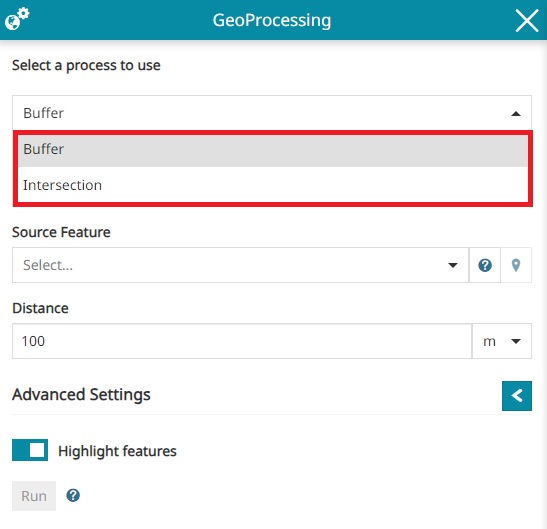 GeoProcessing
Select a process to use
Buffer
Buffer
Intersection
Source Feature
Select...
?
Distance
100
m
Advanced Settings
Highlight features
Run
?